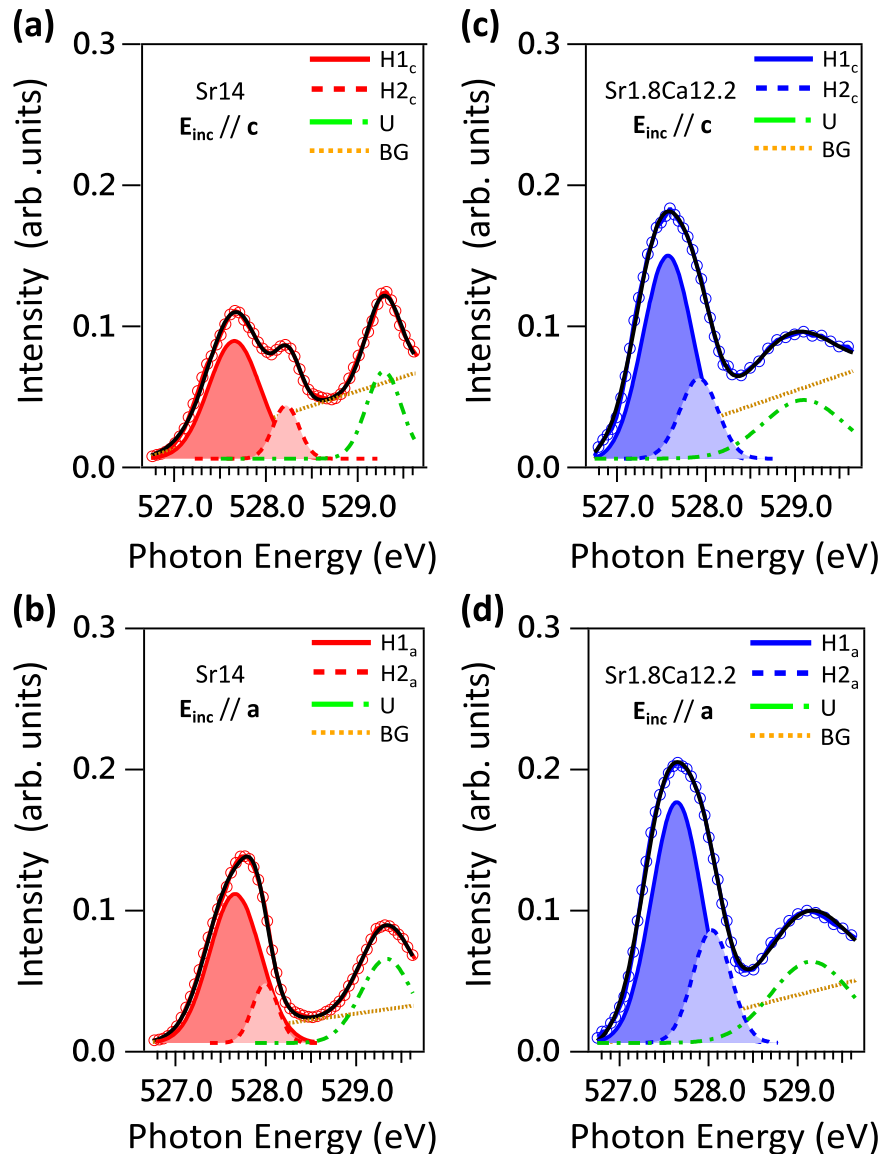 (a)
0.3
0.2
0.1
0.0
Intensity (arb .units)
Sr14
E_inc // c
H1_c
H2_c
U
BG
527.0 528.0 529.0
Photon Energy (eV)
(c)
0.3
0.2
0.1
0.0
Intensity (arb. units)
Sr1.8Ca12.2
E_inc // c
H1_c
H2_c
U
BG
527.0 528.0 529.0
Photon Energy (eV)
(b)
0.3
0.2
0.1
0.0
Intensity (arb. units)
Sr14
E_inc // a
H1_a
H2_a
U
BG
527.0 528.0 529.0
Photon Energy (eV)
(d)
0.3
0.2
0.1
0.0
Intensity (arb. units)
Sr1.8Ca12.2
E_inc // a
H1_a
H2_a
U
BG
527.0 528.0 529.0
Photon Energy (eV)